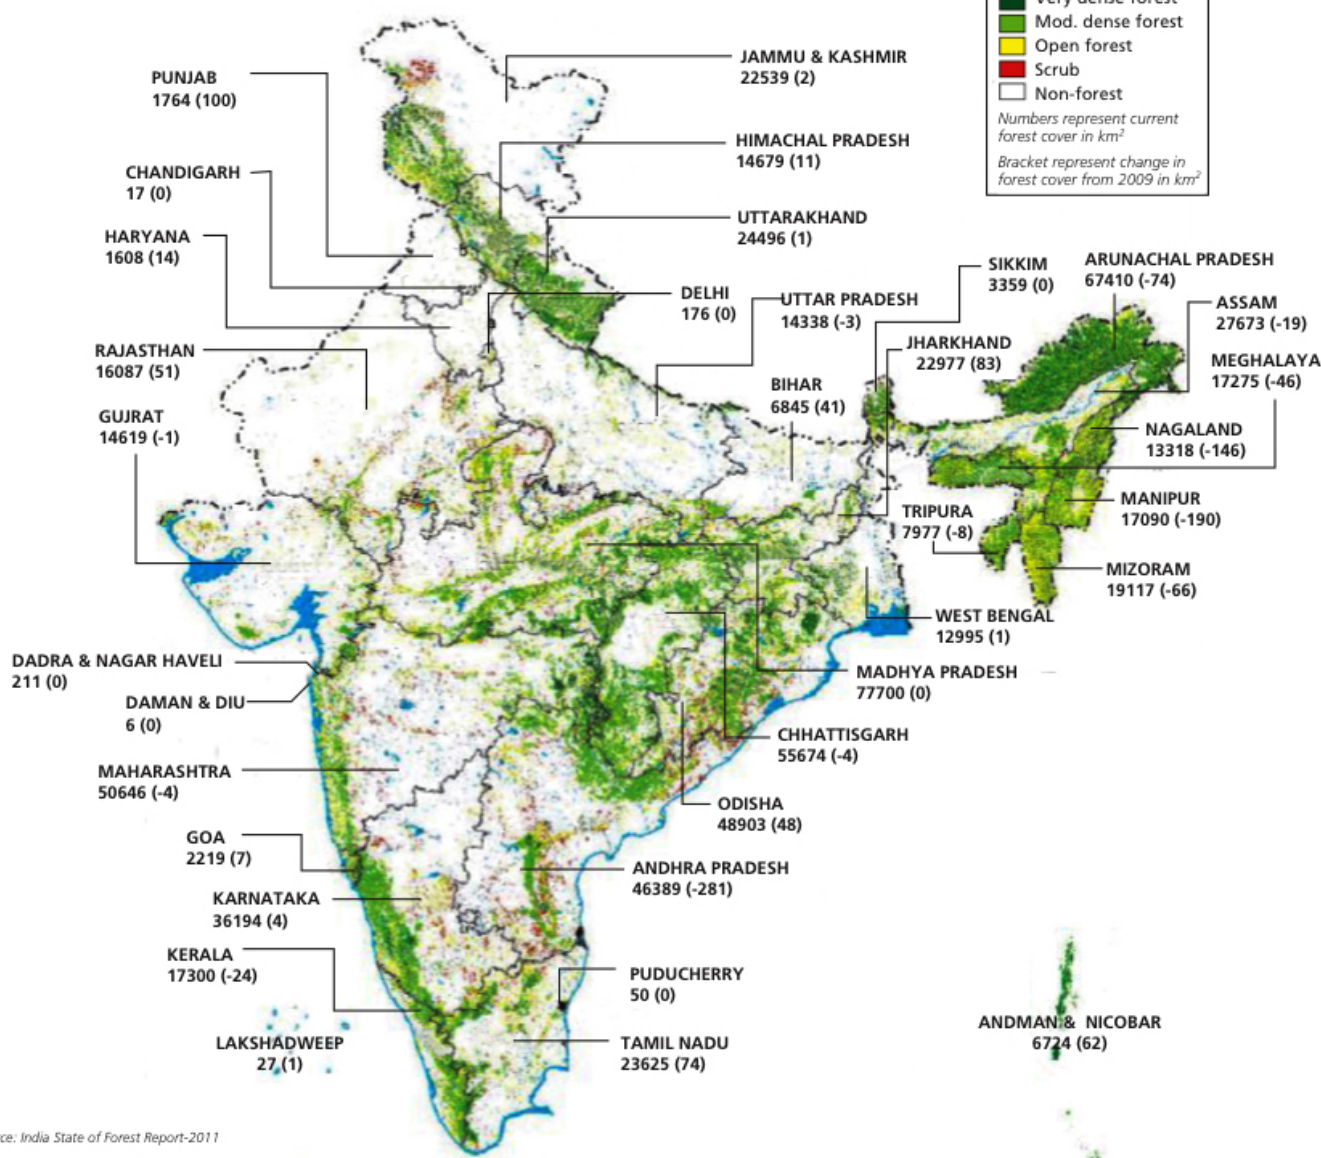 Mod. dense forest
Open forest
Scrub
Non-forest
Numbers represent current
forest cover in km²
Bracket represent change in
forest cover from 2009 in km²
JAMMU & KASHMIR
22539 (2)
PUNJAB
1764 (100)
HIMACHAL PRADESH
14679 (11)
CHANDIGARH
17 (0)
UTTARAKHAND
24496 (1)
HARYANA
1608 (14)
SIKKIM
3359 (0)
ARUNACHAL PRADESH
67410 (-74)
DELHI
176 (0)
UTTAR PRADESH
14338 (-3)
ASSAM
27673 (-19)
RAJASTHAN
16087 (51)
JHARKHAND
22977 (83)
MEGHALAYA
17275 (-46)
BIHAR
6845 (41)
GUJRAT
14619 (-1)
NAGALAND
13318 (-146)
MANIPUR
17090 (-190)
TRIPURA
7977 (-8)
MIZORAM
19117 (-66)
WEST BENGAL
12995 (1)
DADRA & NAGAR HAVELI
211 (0)
MADHYA PRADESH
77700 (0)
DAMAN & DIU
6 (0)
CHHATTISGARH
55674 (-4)
MAHARASHTRA
50646 (-4)
ODISHA
48903 (48)
GOA
2219 (7)
ANDHRA PRADESH
46389 (-281)
KARNATAKA
36194 (4)
KERALA
17300 (-24)
PUDUCHERRY
50 (0)
ANDMAN & NICOBAR
6724 (62)
LAKSHADWEEP
27 (1)
TAMIL NADU
23625 (74)
ce: India State of Forest Report-2011